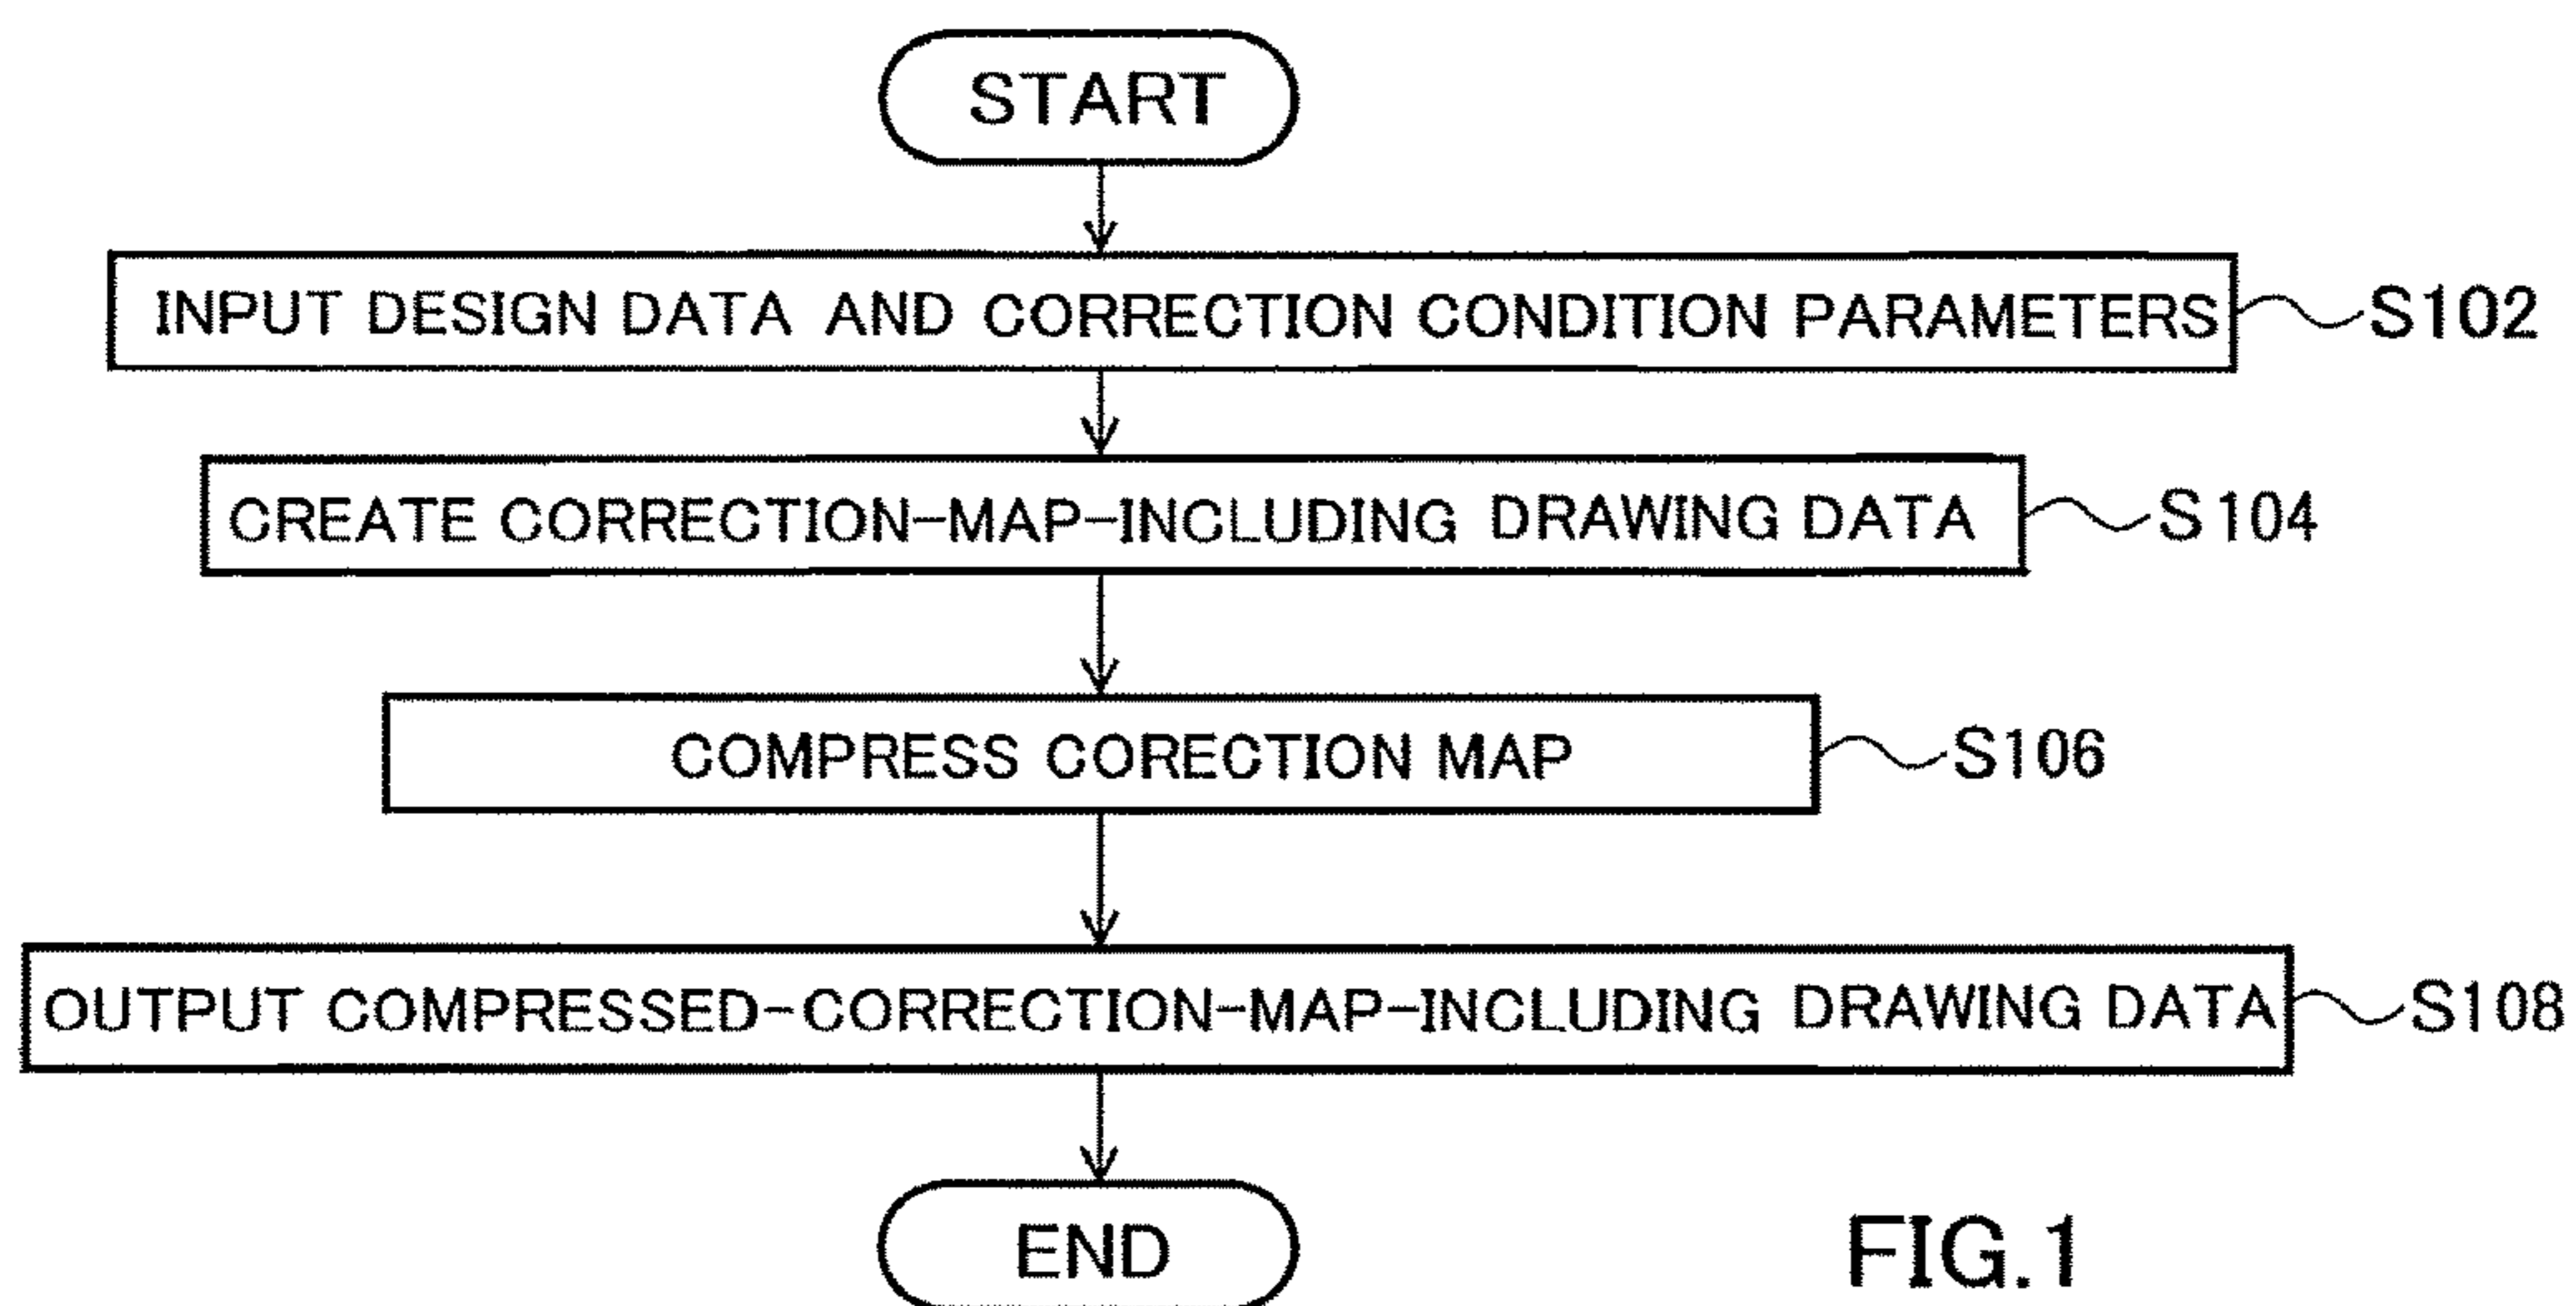 START
INPUT DESIGN DATA AND CORRECTION CONDITION PARAMETERS S102
CREATE CORRECTION-MAP-INCLUDING DRAWING DATA S104
COMPRESS CORECTION MAP S106
OUTPUT COMPRESSED-CORRECTION-MAP-INCLUDING DRAWING DATA S108
END
FIG.1